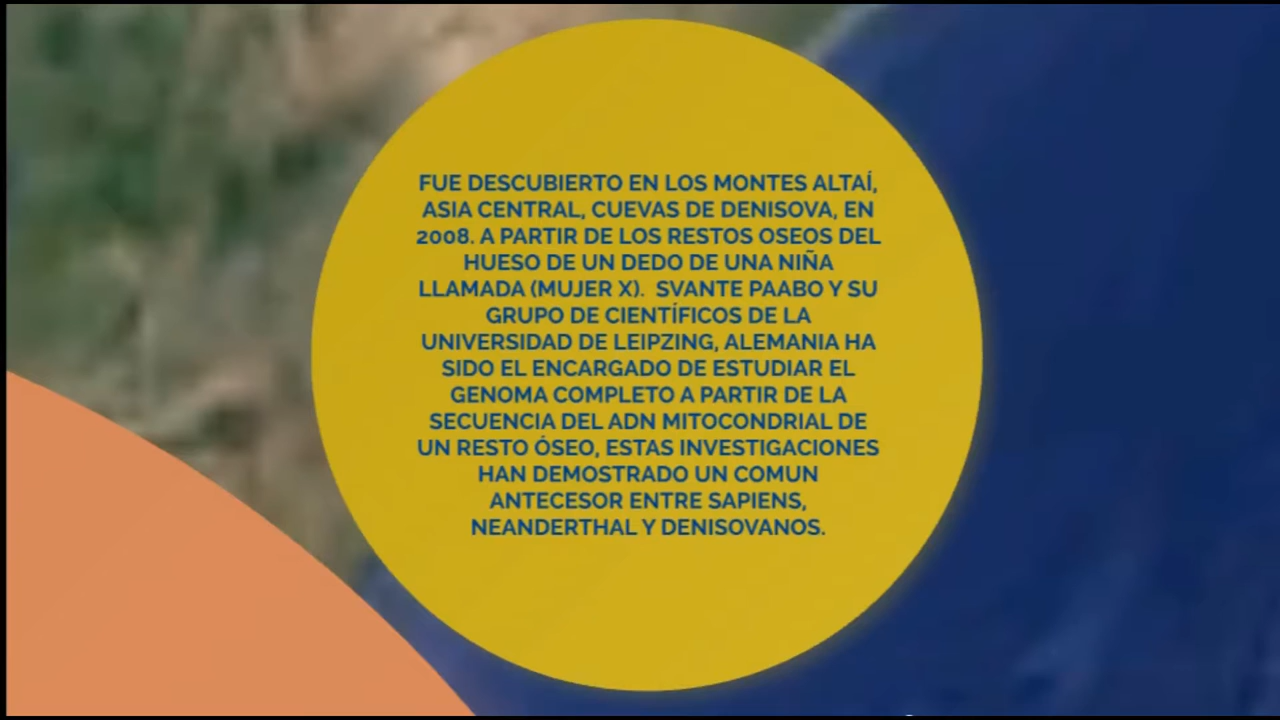 FUE DESCUBIERTO EN LOS MONTES ALTAÍ,
ASIA CENTRAL, CUEVAS DE DENISOVA, EN
2008. A PARTIR DE LOS RESTOS OSEOS DEL
HUESO DE UN DEDO DE UNA NIÑA
LLAMADA (MUJER X).  SVANTE PAABO Y SU
GRUPO DE CIENTÍFICOS DE LA
UNIVERSIDAD DE LEIPZING, ALEMANIA HA
SIDO EL ENCARGADO DE ESTUDIAR EL
GENOMA COMPLETO A PARTIR DE LA
SECUENCIA DEL ADN MITOCONDRIAL DE
UN RESTO ÓSEO, ESTAS INVESTIGACIONES
HAN DEMOSTRADO UN COMUN
ANTECESOR ENTRE SAPIENS,
NEANDERTHAL Y DENISOVANOS.